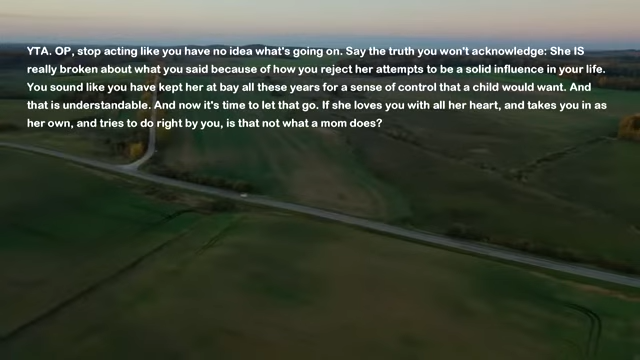 YTA. OP, stop acting like you have no idea what's going on. Say the truth you won't acknowledge: She IS
really broken about what you said because of how you reject her attempts to be a solid influence in your life.
You sound like you have kept her at bay all these years for a sense of control that a child would want. And
that is understandable. And now it's time to let that go. If she loves you with all her heart, and takes you in as
her own, and tries to do right by you, is that not what a mom does?